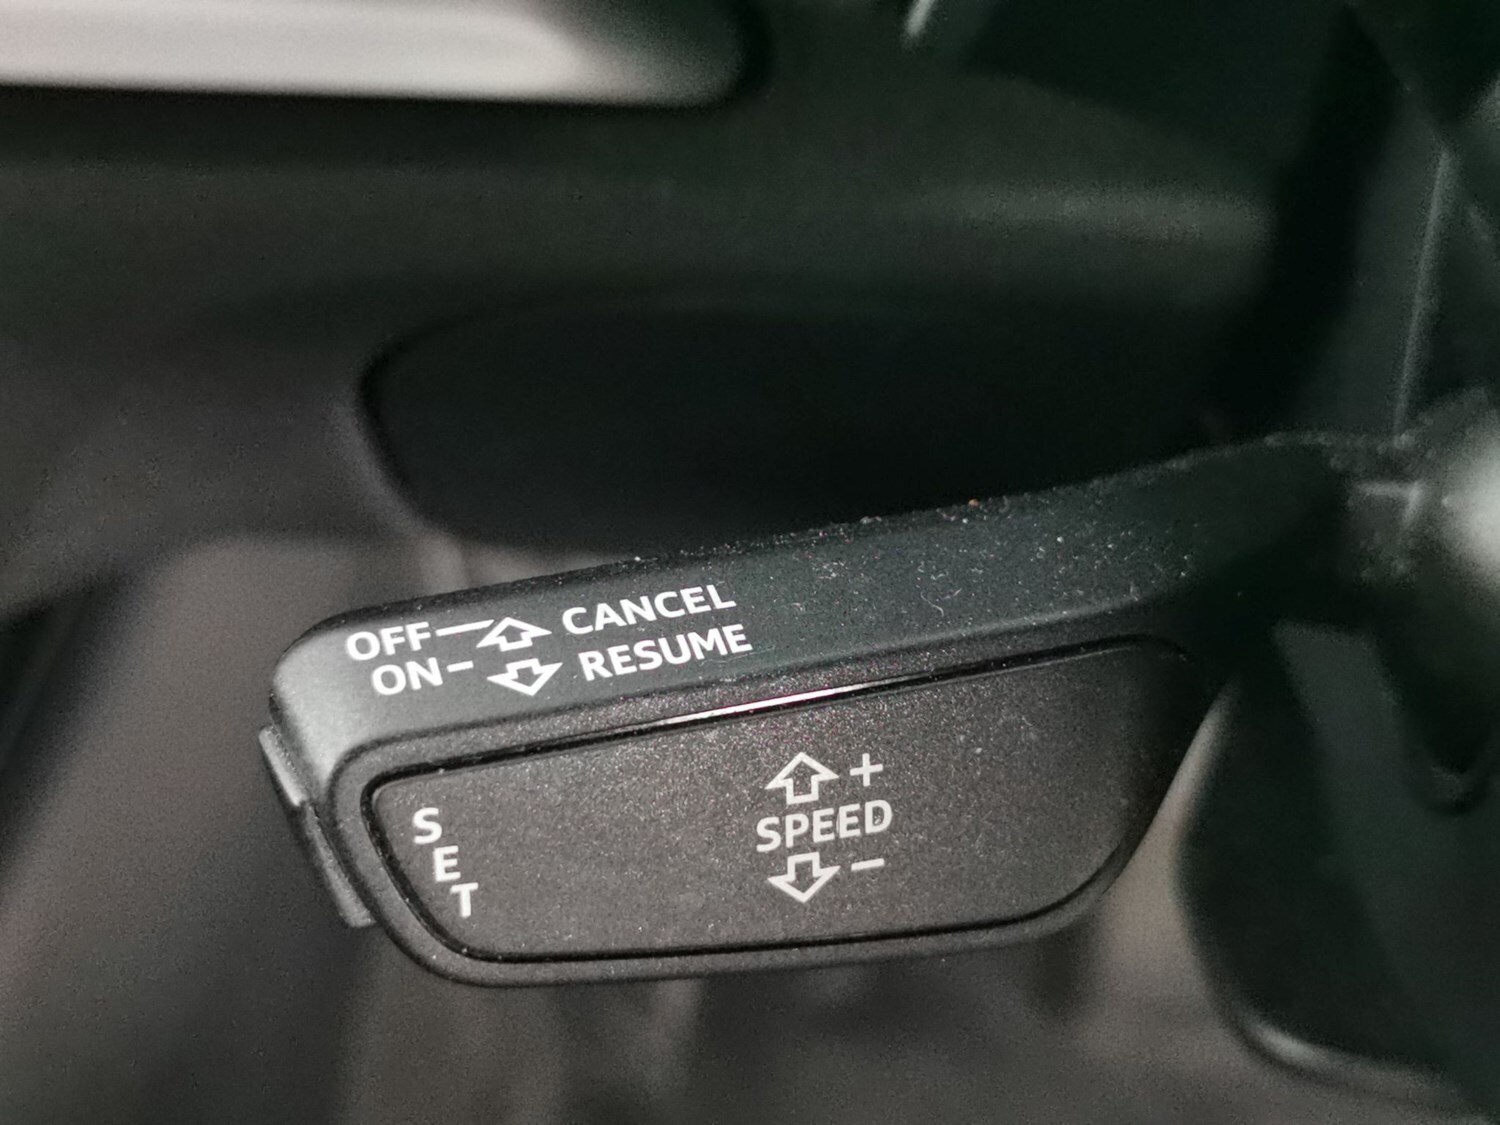 OFF CANCEL
ON RESUME
SET
+
SPEED
-